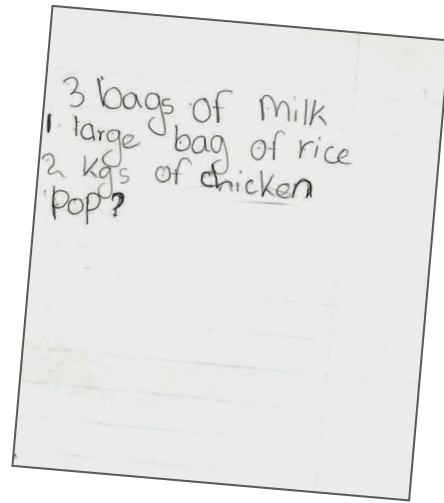 3 bags of milk
1 large bag of rice
2 kgs of chicken
pop?